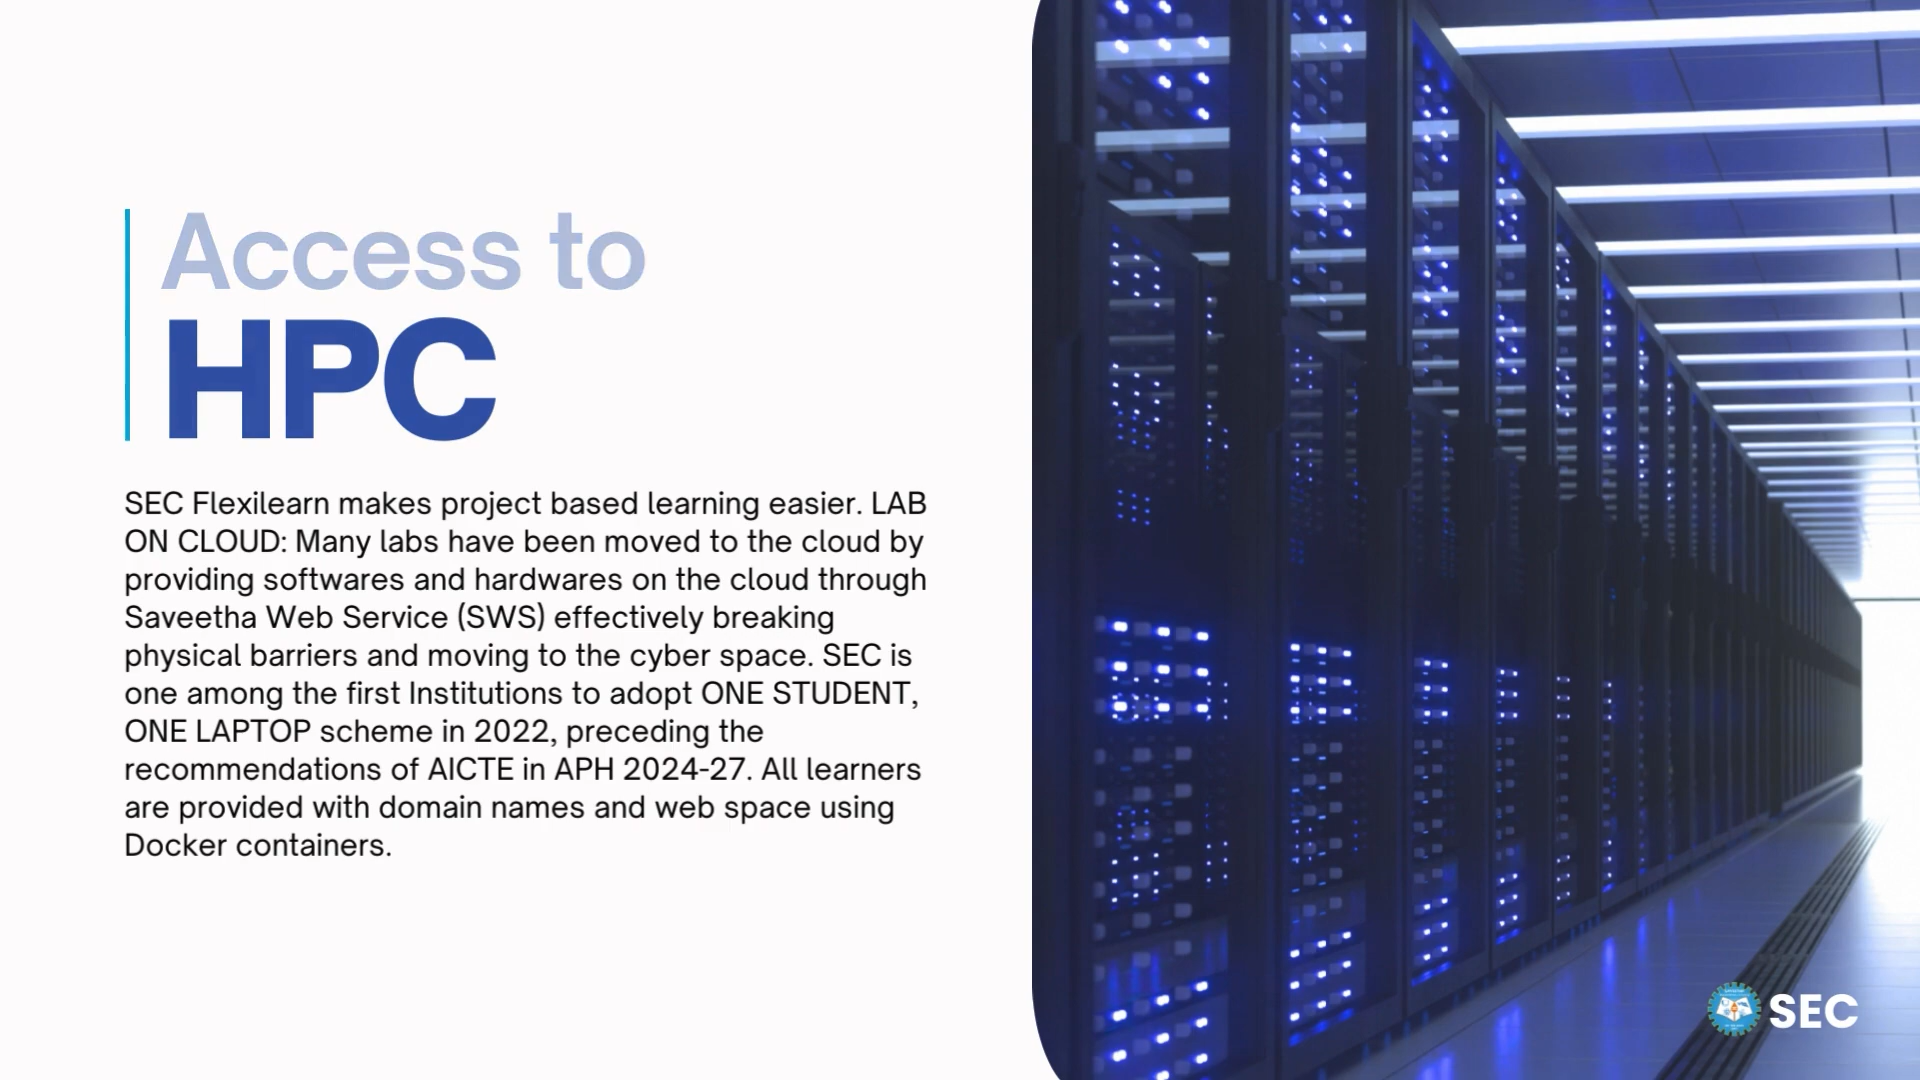 Access to
HPC
SEC Flexilearn makes project based learning easier. LAB
ON CLOUD: Many labs have been moved to the cloud by
providing softwares and hardwares on the cloud through
Saveetha Web Service (SWS) effectively breaking
physical barriers and moving to the cyber space. SEC is
one among the first Institutions to adopt ONE STUDENT,
ONE LAPTOP scheme in 2022, preceding the
recommendations of AICTE in APH 2024-27. All learners
are provided with domain names and web space using
Docker containers.
SEC